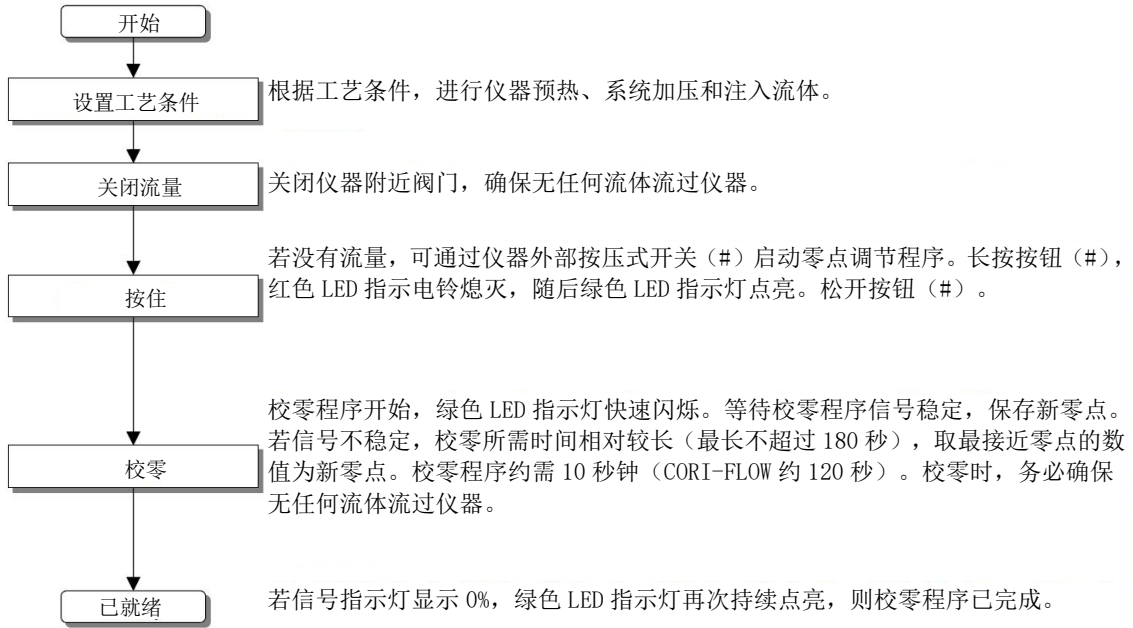 开始
设置工艺条件
根据工艺条件，进行仪器预热、系统加压和注入流体。
关闭流量
关闭仪器附近阀门，确保无任何流体流过仪器。
按住
若没有流量，可通过仪器外部按压式开关（#）启动零点调节程序。长按按钮（#），
红色 LED 指示电铃熄灭，随后绿色 LED 指示灯点亮。松开按钮（#）。
校零
校零程序开始，绿色 LED 指示灯快速闪烁。等待校零程序信号稳定，保存新零点。
若信号不稳定，校零所需时间相对较长（最长不超过 180 秒），取最接近零点的数
值为新零点。校零程序约需 10 秒钟（CORI-FLOW 约 120 秒）。校零时，务必确保
无任何流体流过仪器。
已就绪
若信号指示灯显示 0%，绿色 LED 指示灯再次持续点亮，则校零程序已完成。